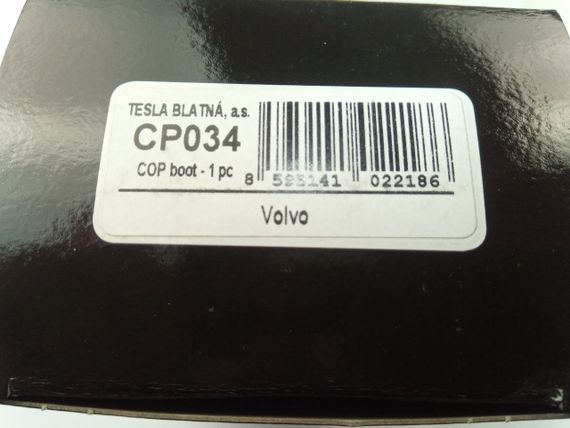 TESLA BLATNÁ, a.s.
CP034
COP boot - 1 pc
8 595141 022186
Volvo